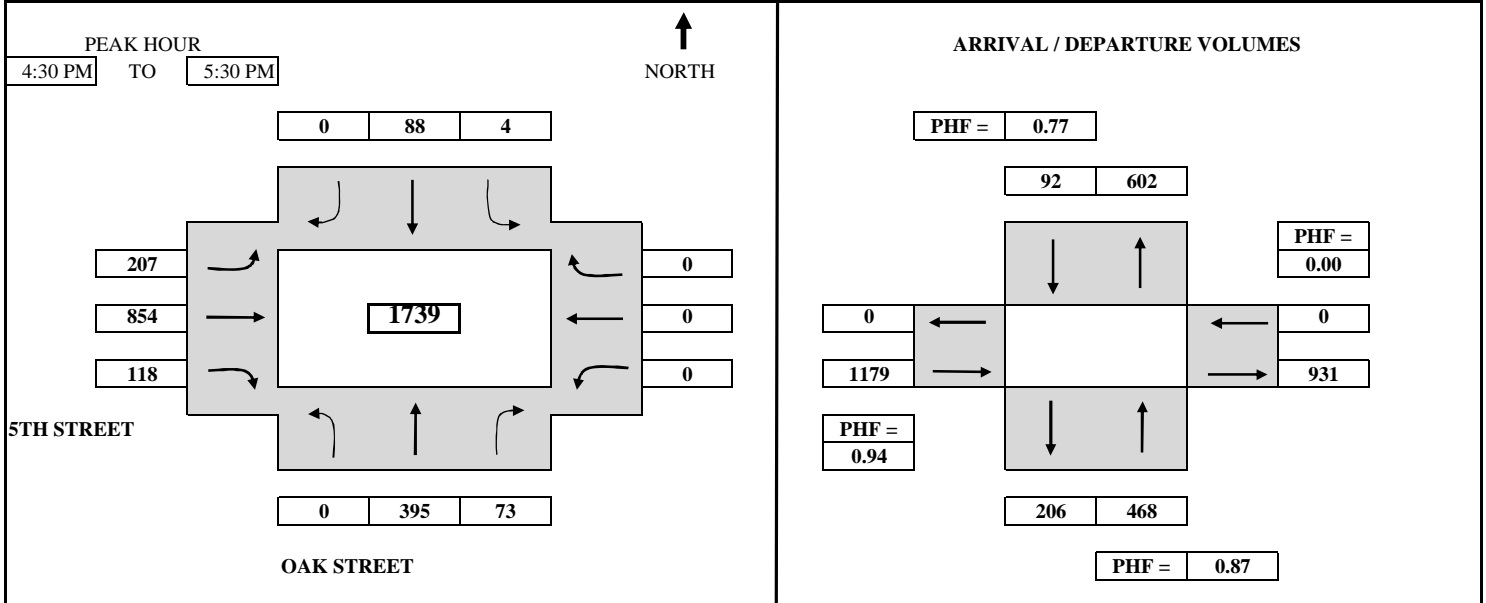 PEAK HOUR
4:30 PM TO 5:30 PM
NORTH
0 88 4
207 0
854 1739 0
118 0
5TH STREET
0 395 73
OAK STREET
ARRIVAL / DEPARTURE VOLUMES
PHF = 0.77
92 602
PHF =
0.00
0 0
1179 931
PHF =
0.94
206 468
PHF = 0.87